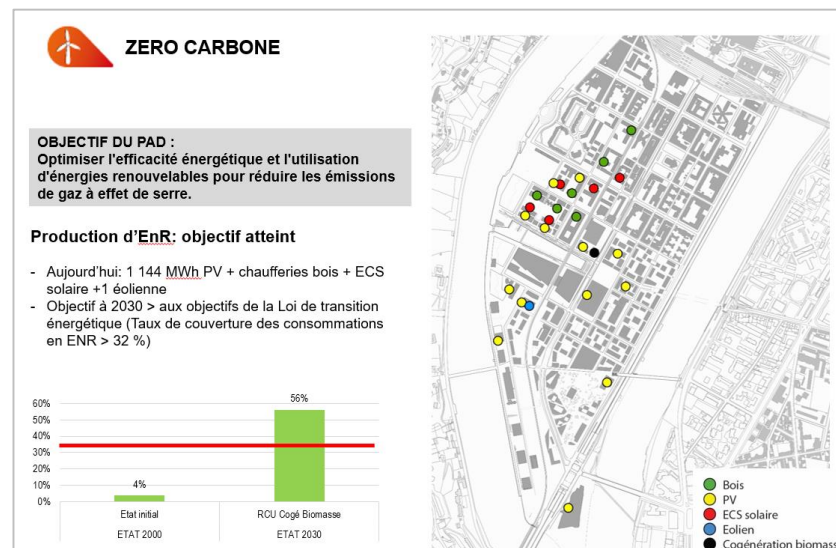 ZERO CARBONE
OBJECTIF DU PAD :
Optimiser l'efficacité énergétique et l'utilisation
d'énergies renouvelables pour réduire les émissions
de gaz à effet de serre.
Production d'EnR: objectif atteint
- Aujourd'hui: 1 144 MWh PV + chaufferies bois + ECS
solaire +1 éolienne
- Objectif à 2030 > aux objectifs de la Loi de transition
énergétique (Taux de couverture des consommations
en ENR > 32 %)
60%
50%
40%
30%
20%
10%
0%
4%
56%
Etat initial
RCU Cogé Biomasse
ETAT 2000
ETAT 2030
Bois
PV
ECS solaire
Eolien
Cogénération biomass